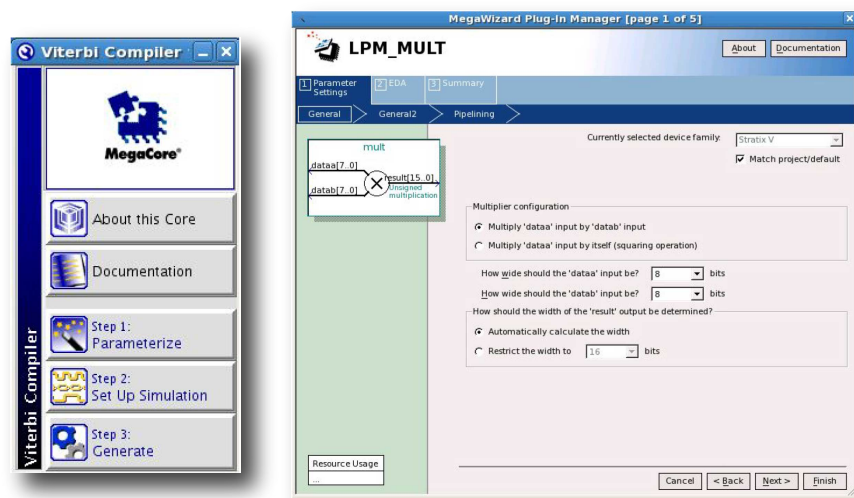 Viterbi Compiler
MegaCore®
About this Core
Documentation
Step 1:
Parameterize
Step 2:
Set Up Simulation
Step 3:
Generate
Viterbi Compiler
MegaWizard Plug-In Manager [page 1 of 5]
LPM_MULT
About
Documentation
1 Parameter Settings
2 EDA
3 Summary
General
General2
Pipelining
Currently selected device family:
Stratix V
Match project/default
mult
dataa[7..0]
datab[7..0]
result[15..0]
Unsigned
multiplication
Multiplier configuration
Multiply 'dataa' input by 'datab' input
Multiply 'dataa' input by itself (squaring operation)
How wide should the 'dataa' input be? 8 bits
How wide should the 'datab' input be? 8 bits
How should the width of the 'result' output be determined?
Automatically calculate the width
Restrict the width to 16 bits
Resource Usage
...
Cancel
< Back
Next >
Finish